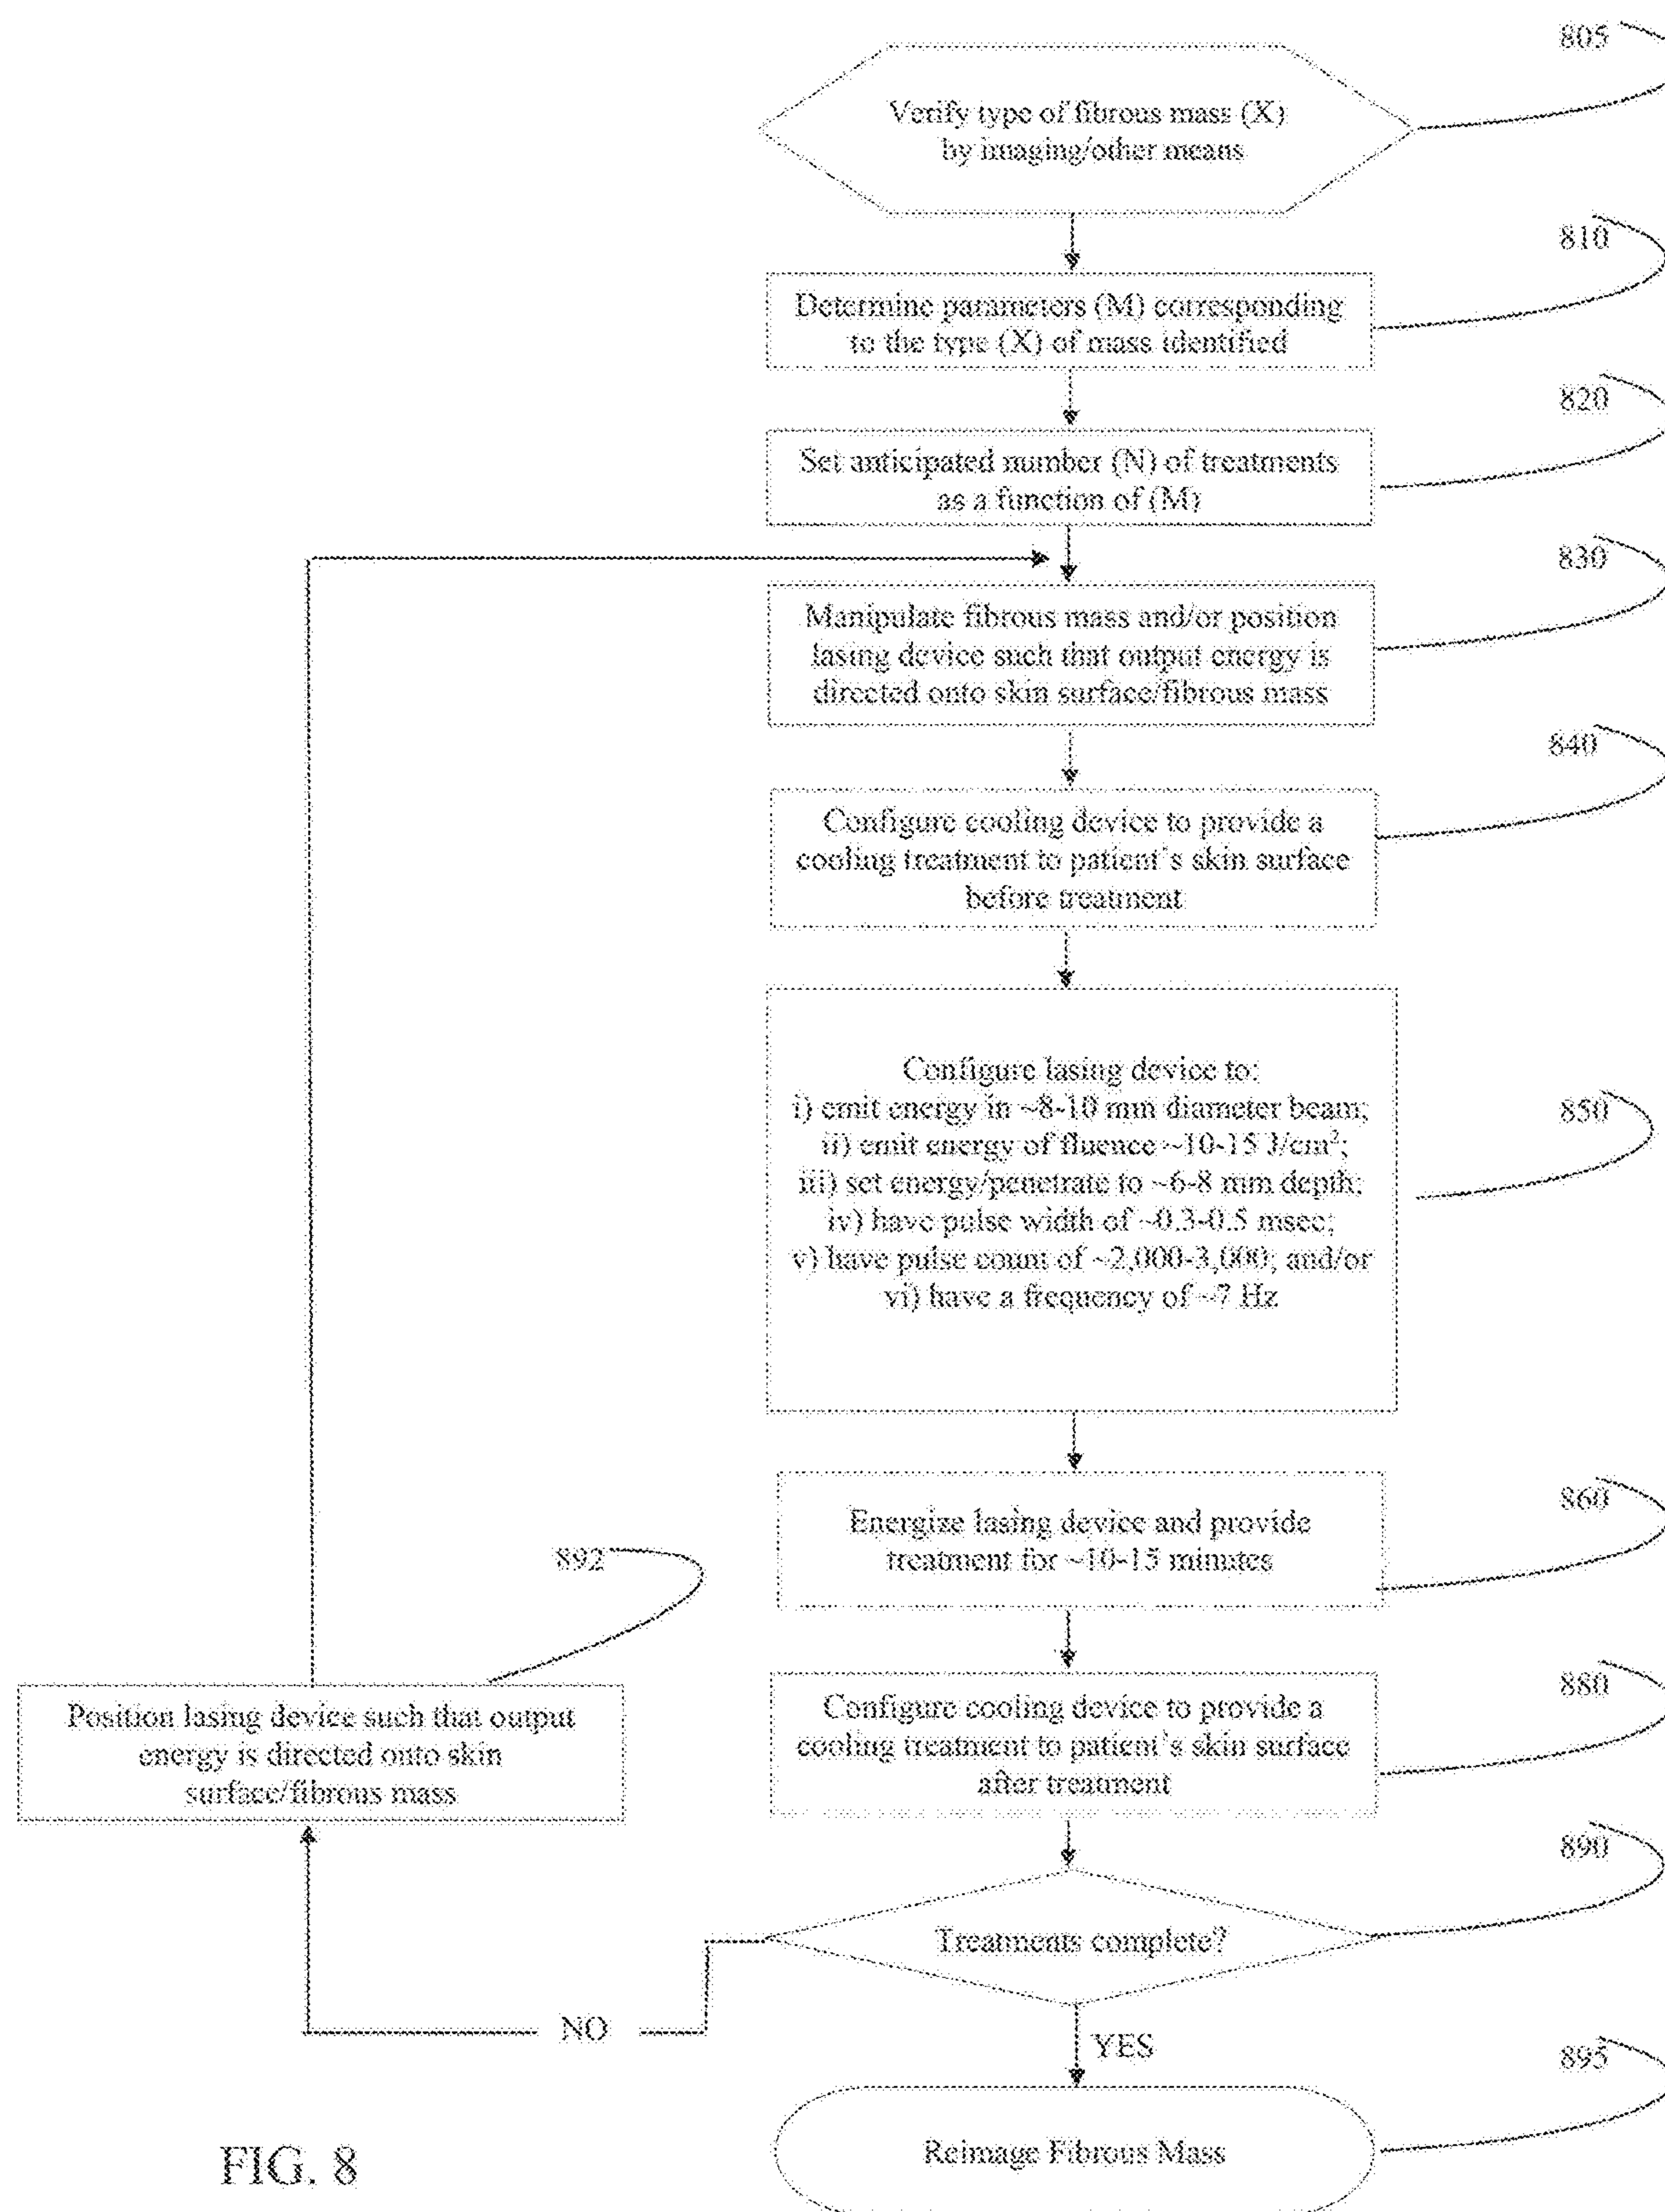 805
Verify type of fibrous mass (X)
by imaging/other means
810
Determine parameters (M) corresponding
to the type (X) of mass identified
820
Set anticipated number (N) of treatments
as a function of (M)
830
Manipulate fibrous mass and/or position
lasing device such that output energy is
directed onto skin surface/fibrous mass
840
Configure cooling device to provide a
cooling treatment to patient's skin surface
before treatment
850
Configure lasing device to:
i) emit energy in ~8-10 mm diameter beam;
ii) emit energy of fluence ~10-15 J/cm²;
iii) set energy/penetrate to ~6-8 mm depth;
iv) have pulse width of ~0.3-0.5 msec;
v) have pulse count of ~2,000-3,000; and/or
vi) have a frequency of ~7 Hz
860
Energize lasing device and provide
treatment for ~10-15 minutes
892
Position lasing device such that output
energy is directed onto skin
surface/fibrous mass
880
Configure cooling device to provide a
cooling treatment to patient's skin surface
after treatment
890
Treatments complete?
NO
YES
895
Reimage Fibrous Mass
FIG. 8